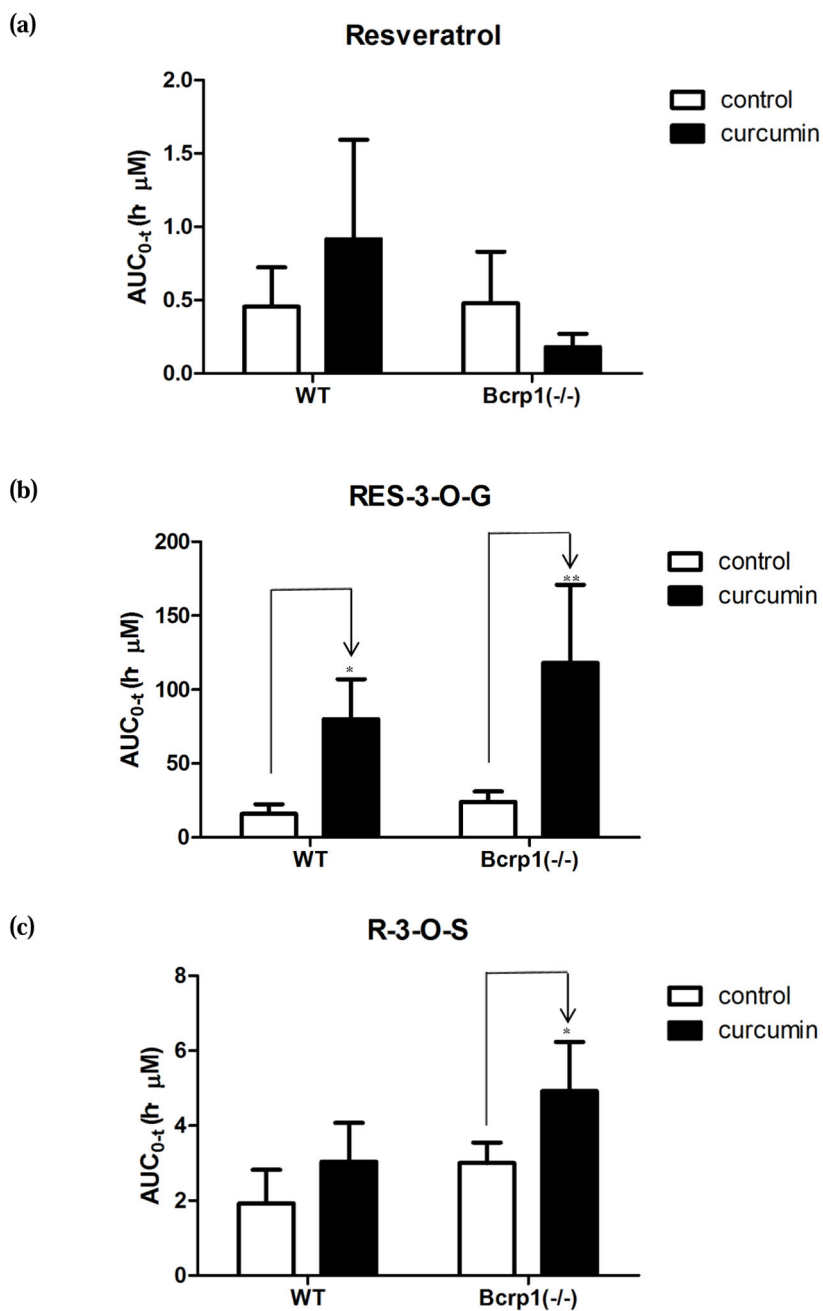 (a)
Resveratrol
2.0
1.5
1.0
0.5
0.0
AUC0-t (h· μM)
WT
Bcrp1(-/-)
control
curcumin
(b)
RES-3-O-G
200
150
100
50
0
AUC0-t (h· μM)
*
**
WT
Bcrp1(-/-)
control
curcumin
(c)
R-3-O-S
8
6
4
2
0
AUC0-t (h· μM)
*
WT
Bcrp1(-/-)
control
curcumin